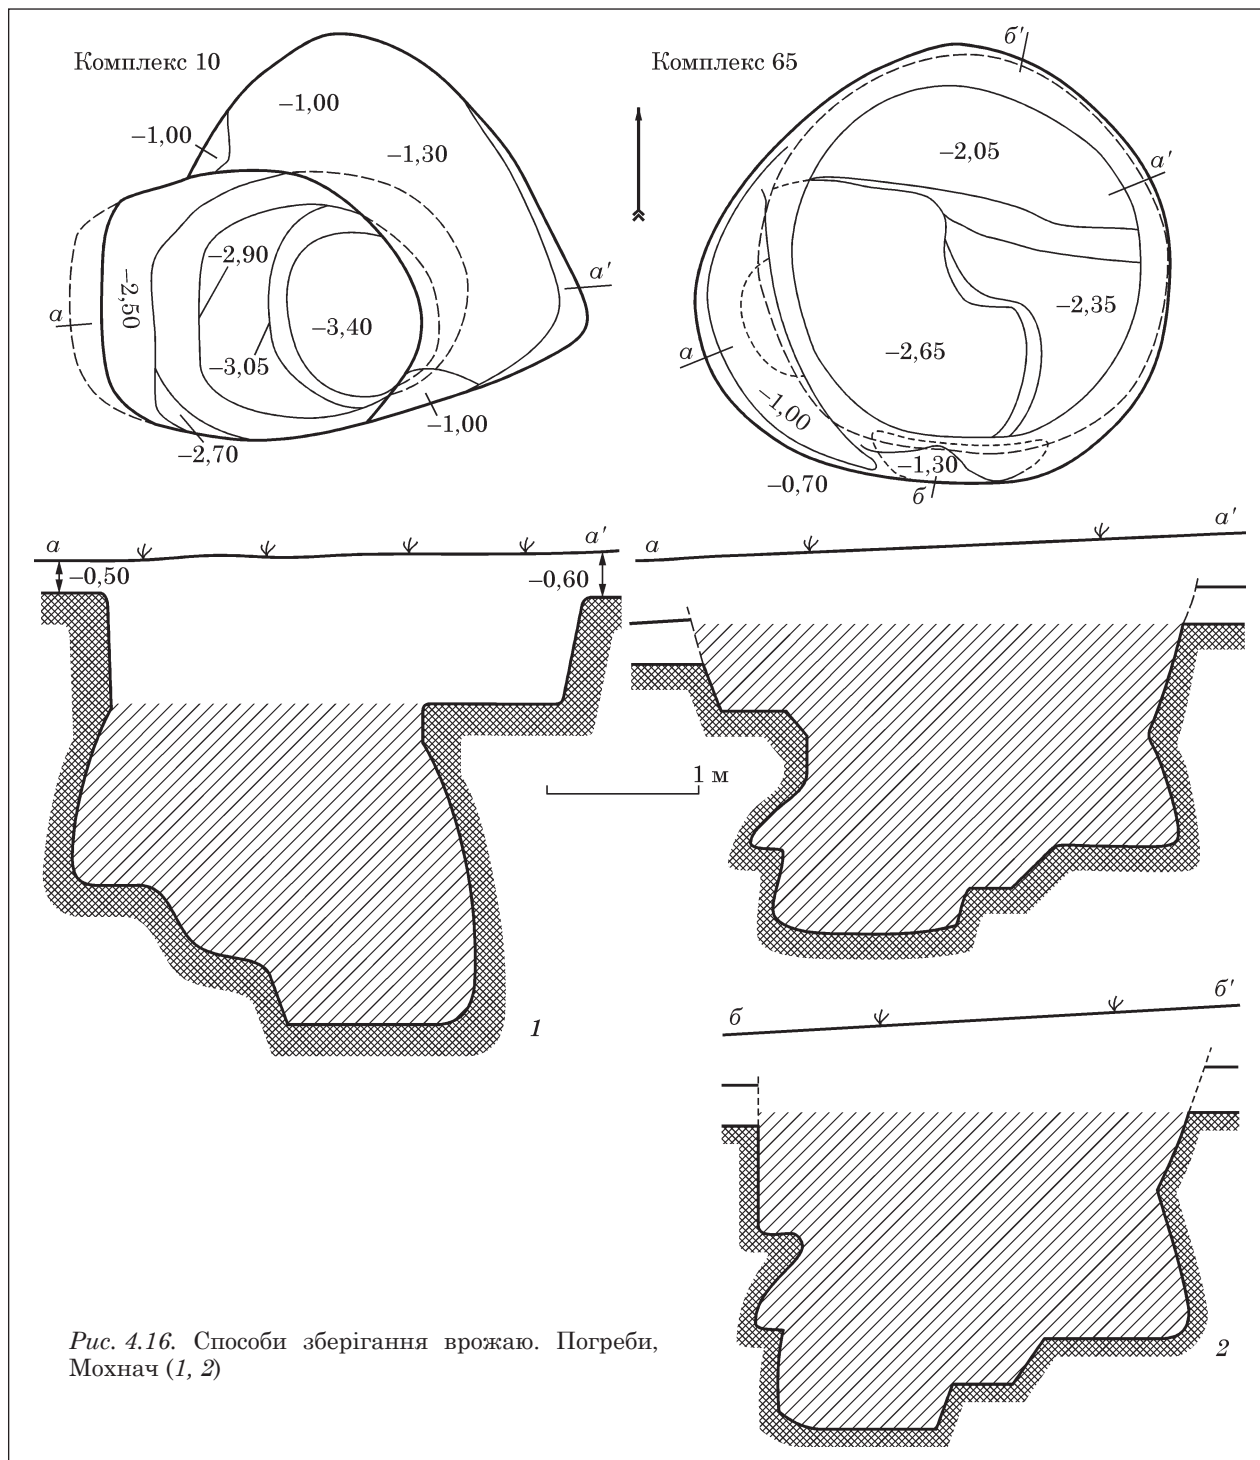 Комплекс 10
–1,00
–1,00
–1,30
–2,90
–2,50
a
a′
–3,40
–3,05
–1,00
–2,70
Комплекс 65
б′
–2,05
a′
–2,35
–2,65
a
–1,00
–1,30
–0,70
б
a
a′
–0,50
–0,60
1
a
a′
1 м
б
б′
2
Рис. 4.16. Способи зберігання врожаю. Погреби,
Мохнач (1, 2)